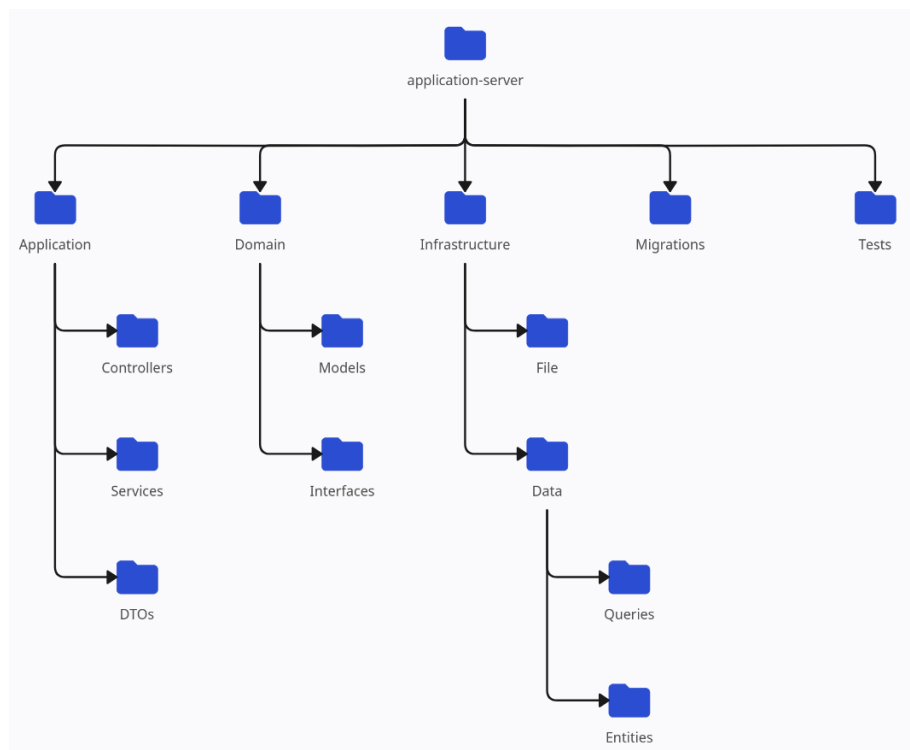 application-server
Application
Domain
Infrastructure
Migrations
Tests
Controllers
Models
File
Services
Interfaces
Data
DTOs
Queries
Entities